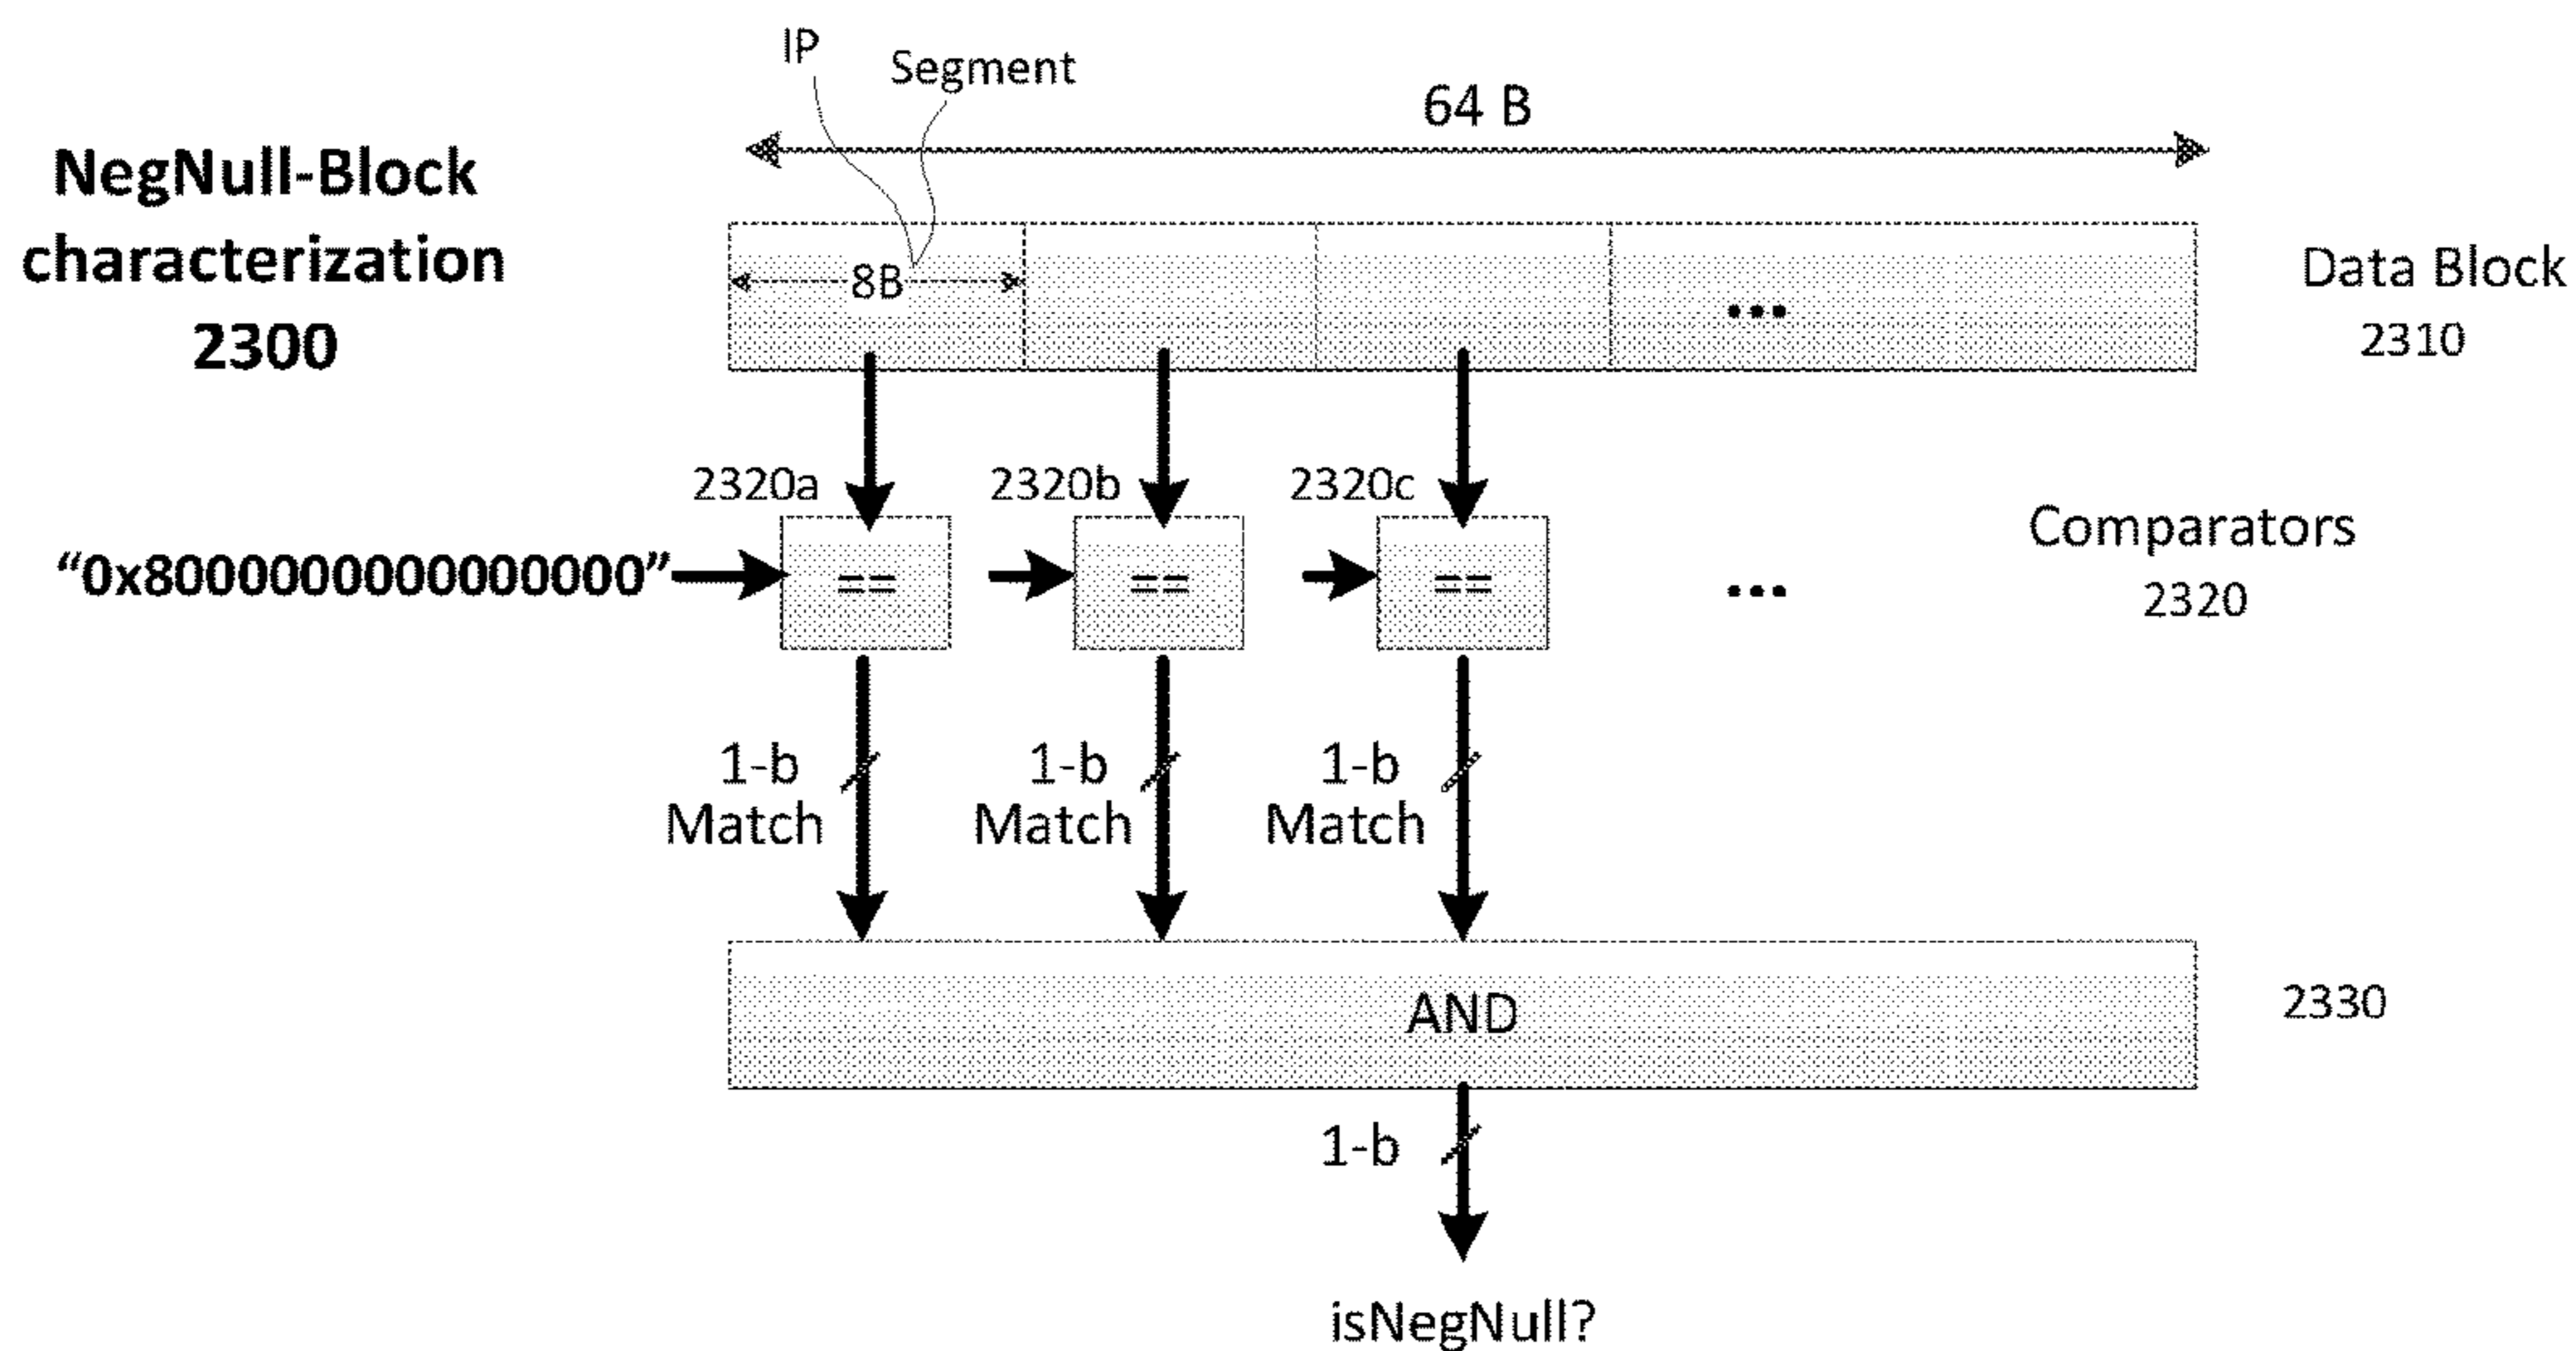 IP
Segment
64 B
NegNull-Block
characterization
2300
8B
...
Data Block
2310
2320a
2320b
2320c
Comparators
2320
“0x8000000000000000”
==
==
==
...
1-b
Match
1-b
Match
1-b
Match
AND
2330
1-b
isNegNull?